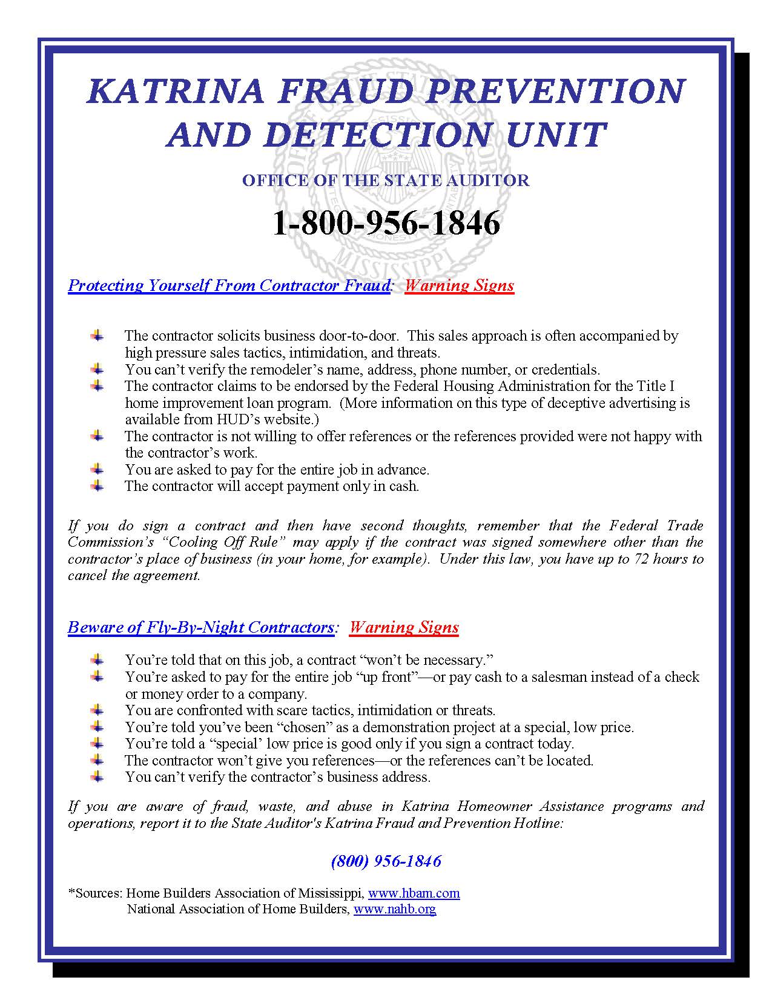 KATRINA FRAUD PREVENTION
AND DETECTION UNIT
OFFICE OF THE STATE AUDITOR
1-800-956-1846
MISSISSIPPI
Protecting Yourself From Contractor Fraud:  Warning Signs
The contractor solicits business door-to-door.  This sales approach is often accompanied by
high pressure sales tactics, intimidation, and threats.
You can’t verify the remodeler’s name, address, phone number, or credentials.
The contractor claims to be endorsed by the Federal Housing Administration for the Title I
home improvement loan program.  (More information on this type of deceptive advertising is
available from HUD’s website.)
The contractor is not willing to offer references or the references provided were not happy with
the contractor’s work.
You are asked to pay for the entire job in advance.
The contractor will accept payment only in cash.
If you do sign a contract and then have second thoughts, remember that the Federal Trade
Commission’s “Cooling Off Rule” may apply if the contract was signed somewhere other than the
contractor’s place of business (in your home, for example).  Under this law, you have up to 72 hours to
cancel the agreement.
Beware of Fly-By-Night Contractors:  Warning Signs
You’re told that on this job, a contract “won’t be necessary.”
You’re asked to pay for the entire job “up front”—or pay cash to a salesman instead of a check
or money order to a company.
You are confronted with scare tactics, intimidation or threats.
You’re told you’ve been “chosen” as a demonstration project at a special, low price.
You’re told a “special’ low price is good only if you sign a contract today.
The contractor won’t give you references—or the references can’t be located.
You can’t verify the contractor’s business address.
If you are aware of fraud, waste, and abuse in Katrina Homeowner Assistance programs and
operations, report it to the State Auditor's Katrina Fraud and Prevention Hotline:
(800) 956-1846
*Sources: Home Builders Association of Mississippi, www.hbam.com
National Association of Home Builders, www.nahb.org